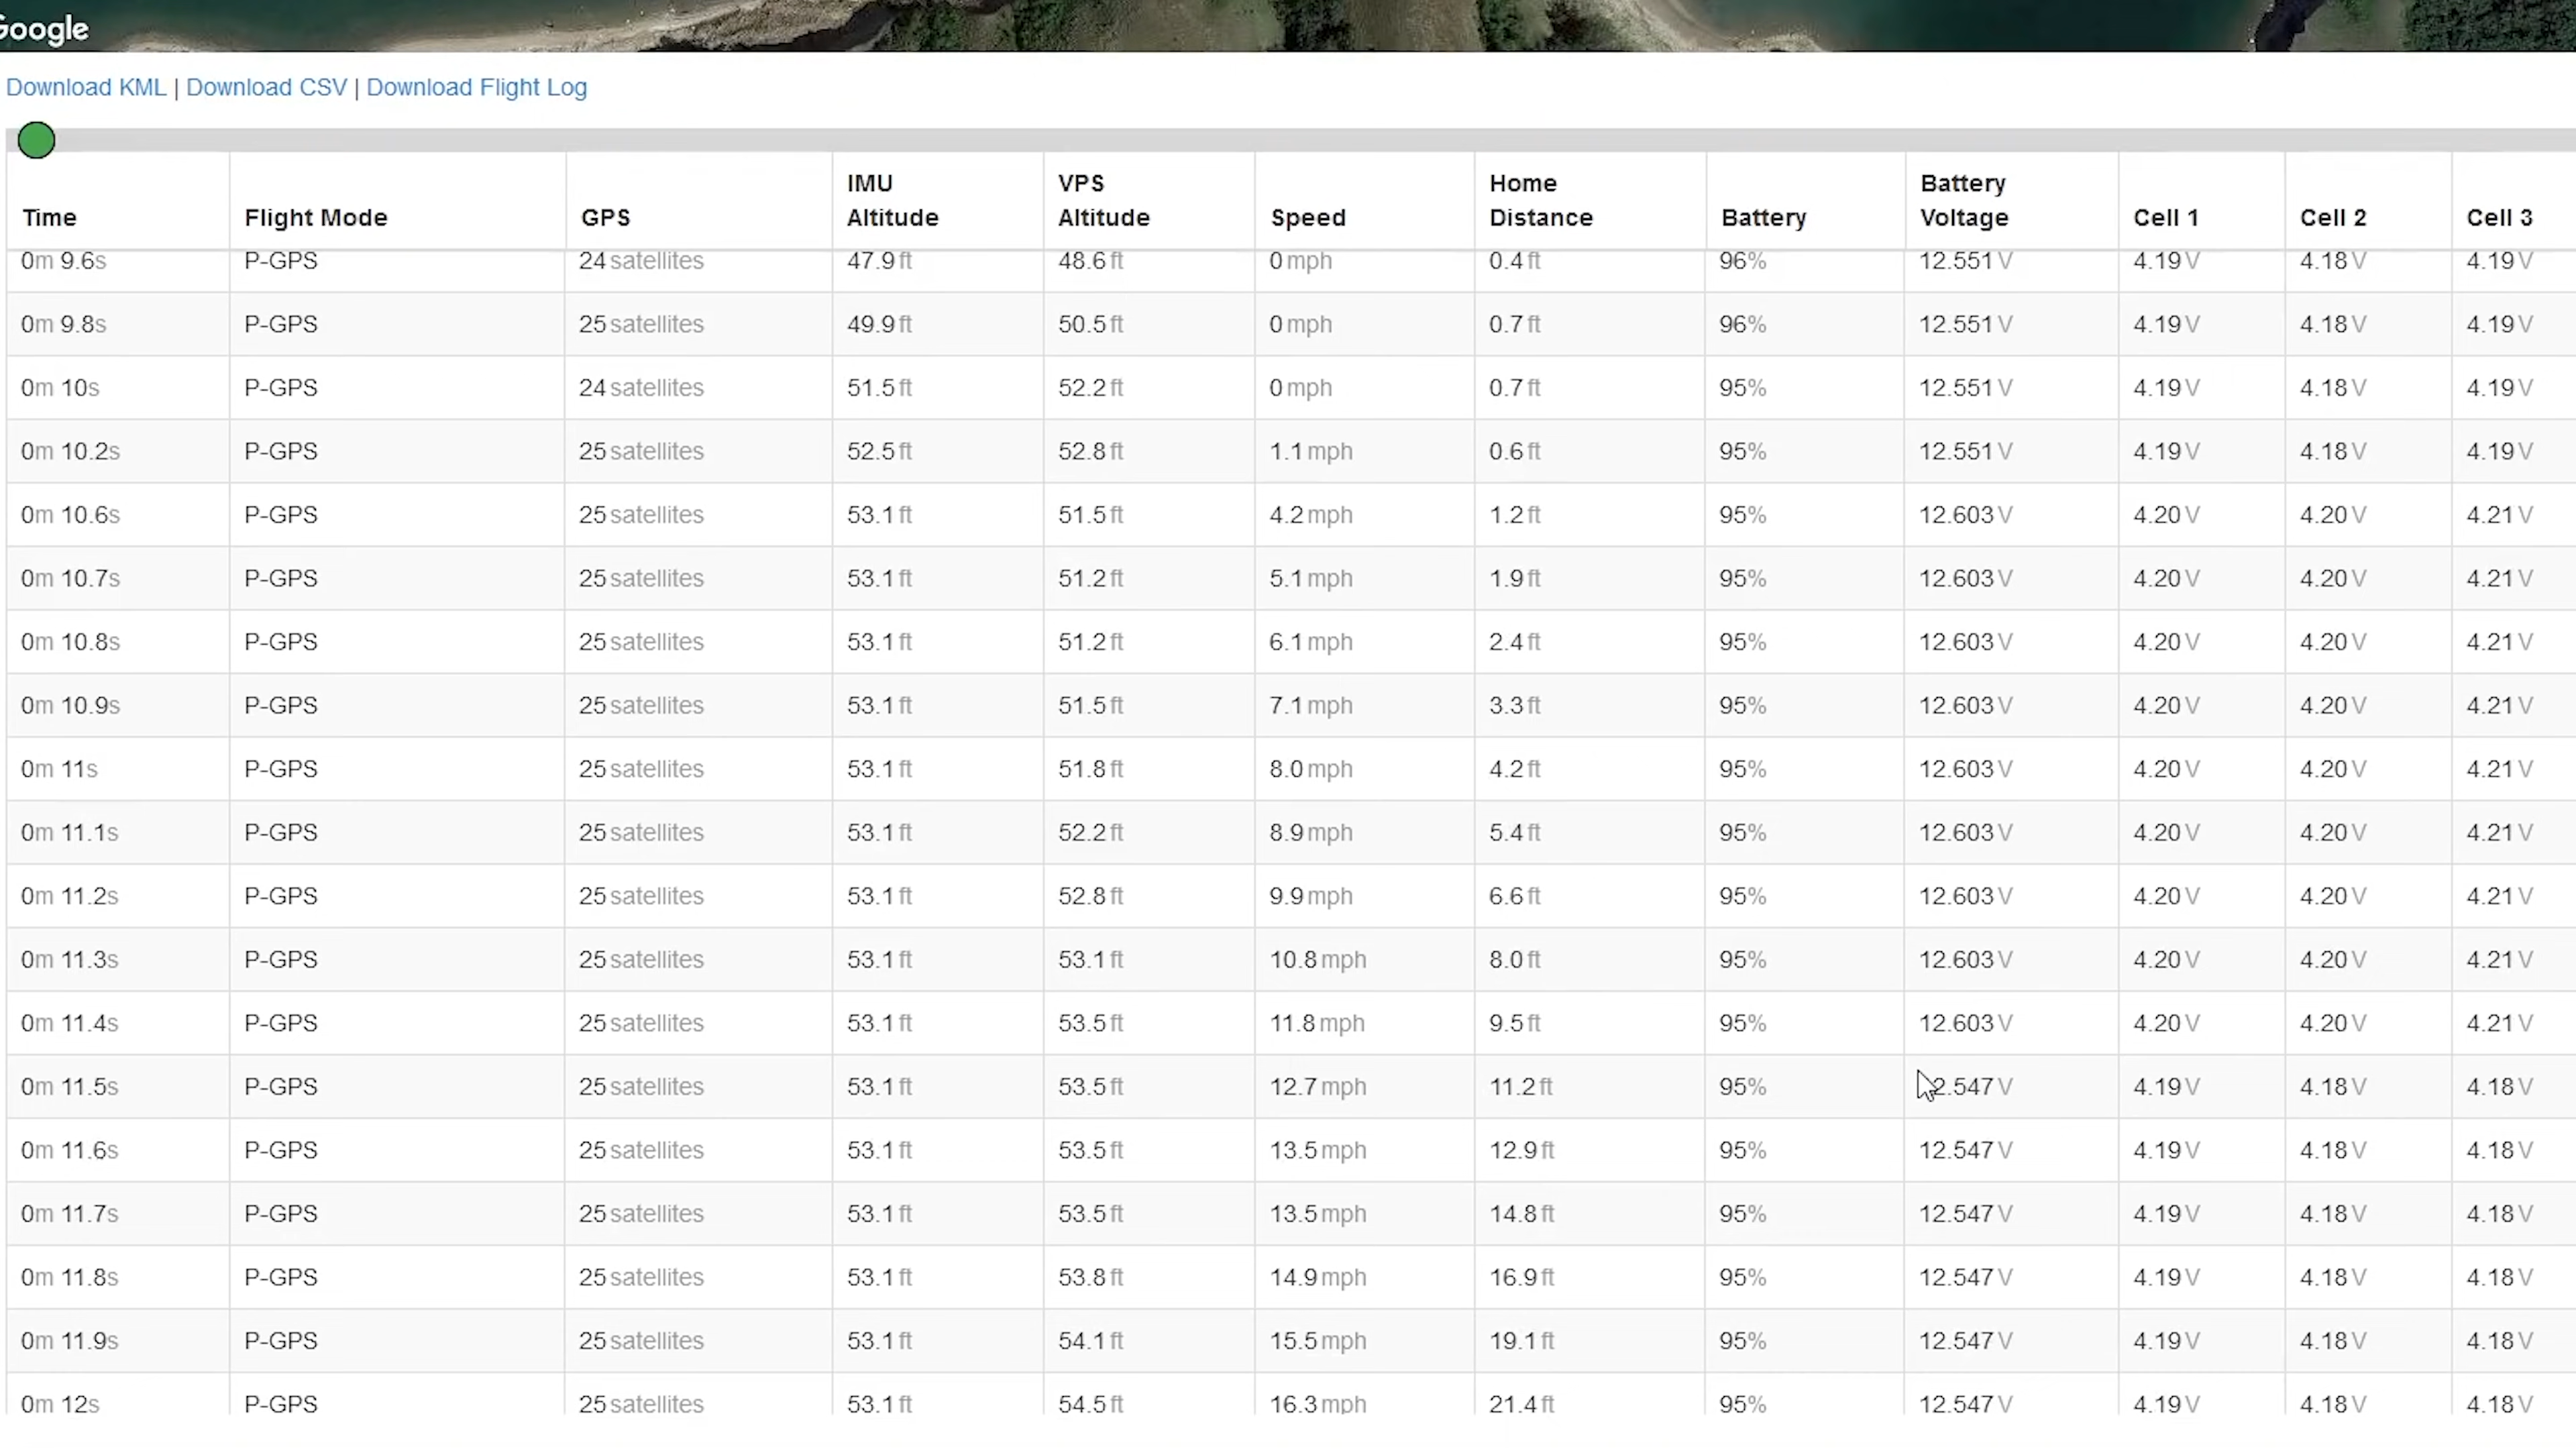 Google
Download KML | Download CSV | Download Flight Log
Time Flight Mode GPS IMU Altitude VPS Altitude Speed Home Distance Battery Battery Voltage Cell 1 Cell 2 Cell 3
0m 9.6s P-GPS 24 satellites 47.9 ft 48.6 ft 0 mph 0.4 ft 96% 12.551 V 4.19 V 4.18 V 4.19 V
0m 9.8s P-GPS 25 satellites 49.9 ft 50.5 ft 0 mph 0.7 ft 96% 12.551 V 4.19 V 4.18 V 4.19 V
0m 10s P-GPS 24 satellites 51.5 ft 52.2 ft 0 mph 0.7 ft 95% 12.551 V 4.19 V 4.18 V 4.19 V
0m 10.2s P-GPS 25 satellites 52.5 ft 52.8 ft 1.1 mph 0.6 ft 95% 12.551 V 4.19 V 4.18 V 4.19 V
0m 10.6s P-GPS 25 satellites 53.1 ft 51.5 ft 4.2 mph 1.2 ft 95% 12.603 V 4.20 V 4.20 V 4.21 V
0m 10.7s P-GPS 25 satellites 53.1 ft 51.2 ft 5.1 mph 1.9 ft 95% 12.603 V 4.20 V 4.20 V 4.21 V
0m 10.8s P-GPS 25 satellites 53.1 ft 51.2 ft 6.1 mph 2.4 ft 95% 12.603 V 4.20 V 4.20 V 4.21 V
0m 10.9s P-GPS 25 satellites 53.1 ft 51.5 ft 7.1 mph 3.3 ft 95% 12.603 V 4.20 V 4.20 V 4.21 V
0m 11s P-GPS 25 satellites 53.1 ft 51.8 ft 8.0 mph 4.2 ft 95% 12.603 V 4.20 V 4.20 V 4.21 V
0m 11.1s P-GPS 25 satellites 53.1 ft 52.2 ft 8.9 mph 5.4 ft 95% 12.603 V 4.20 V 4.20 V 4.21 V
0m 11.2s P-GPS 25 satellites 53.1 ft 52.8 ft 9.9 mph 6.6 ft 95% 12.603 V 4.20 V 4.20 V 4.21 V
0m 11.3s P-GPS 25 satellites 53.1 ft 53.1 ft 10.8 mph 8.0 ft 95% 12.603 V 4.20 V 4.20 V 4.21 V
0m 11.4s P-GPS 25 satellites 53.1 ft 53.5 ft 11.8 mph 9.5 ft 95% 12.603 V 4.20 V 4.20 V 4.21 V
0m 11.5s P-GPS 25 satellites 53.1 ft 53.5 ft 12.7 mph 11.2 ft 95% 2.547 V 4.19 V 4.18 V 4.18 V
0m 11.6s P-GPS 25 satellites 53.1 ft 53.5 ft 13.5 mph 12.9 ft 95% 12.547 V 4.19 V 4.18 V 4.18 V
0m 11.7s P-GPS 25 satellites 53.1 ft 53.5 ft 13.5 mph 14.8 ft 95% 12.547 V 4.19 V 4.18 V 4.18 V
0m 11.8s P-GPS 25 satellites 53.1 ft 53.8 ft 14.9 mph 16.9 ft 95% 12.547 V 4.19 V 4.18 V 4.18 V
0m 11.9s P-GPS 25 satellites 53.1 ft 54.1 ft 15.5 mph 19.1 ft 95% 12.547 V 4.19 V 4.18 V 4.18 V
0m 12s P-GPS 25 satellites 53.1 ft 54.5 ft 16.3 mph 21.4 ft 95% 12.547 V 4.19 V 4.18 V 4.18 V